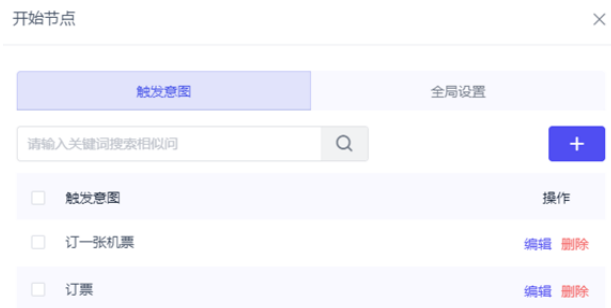 开始节点
触发意图 全局设置
请输入关键词搜索相似问
触发意图 操作
订一张机票 编辑 删除
订票 编辑 删除